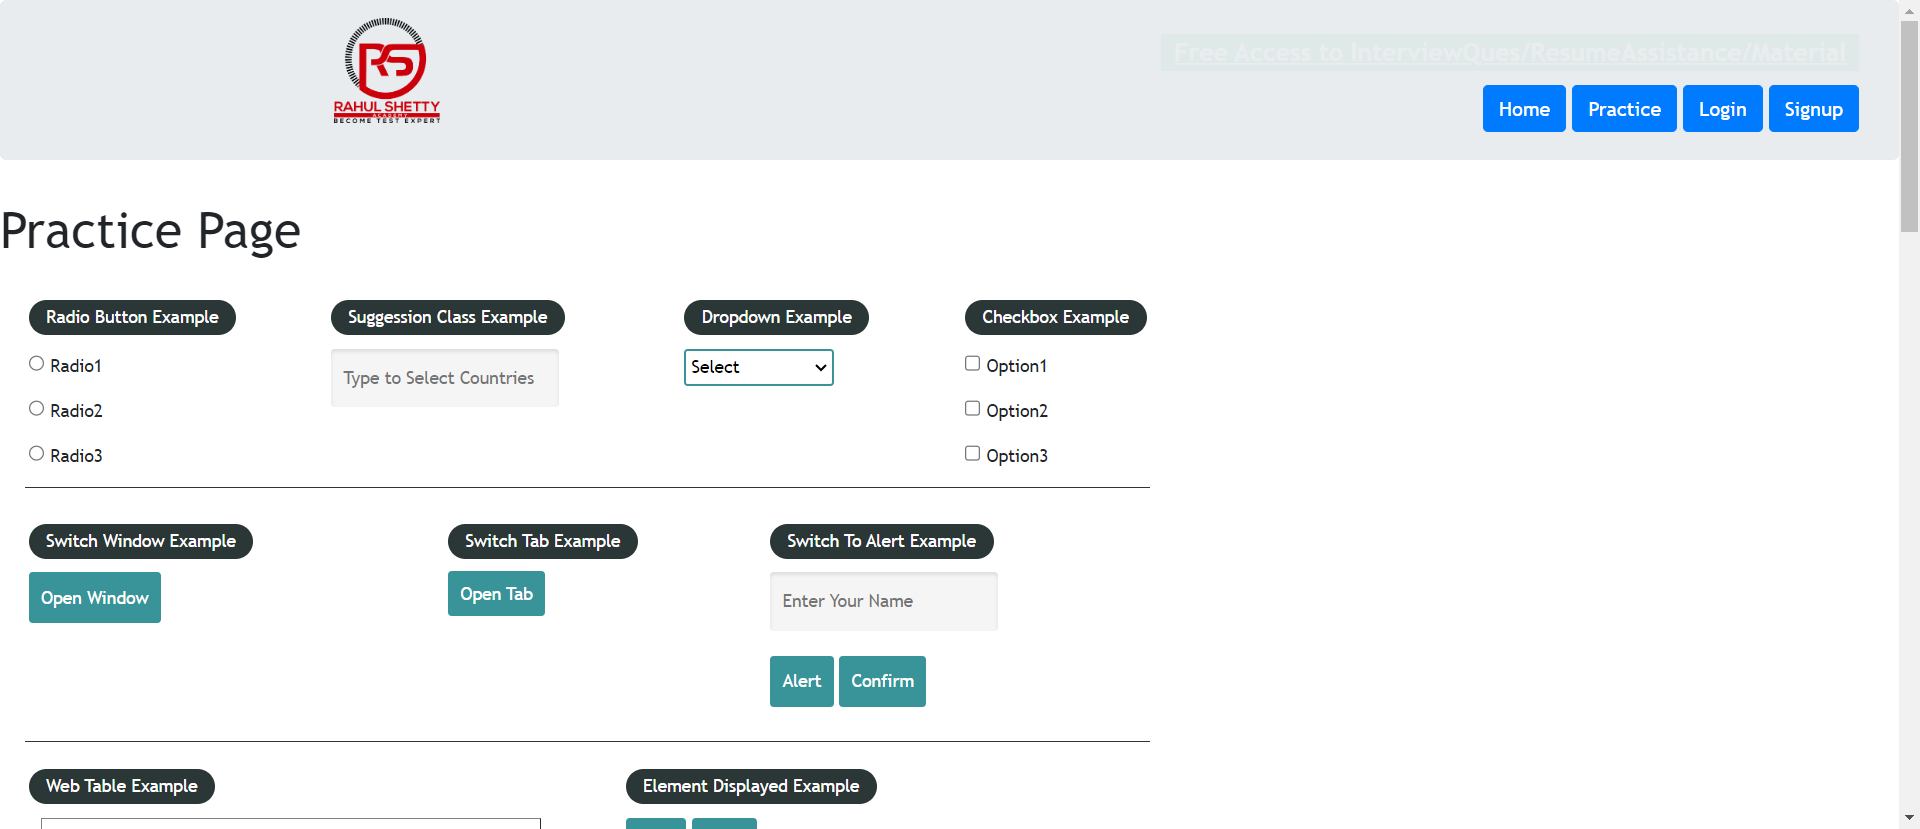 RAHUL SHETTY
ACADEMY
BECOME TEST EXPERT
Free Access to InterviewQues/ResumeAssistance/Material
Home Practice Login Signup
Practice Page
Radio Button Example Suggession Class Example Dropdown Example Checkbox Example
Radio1 Type to Select Countries Select Option1
Radio2 Option2
Radio3 Option3
Switch Window Example Switch Tab Example Switch To Alert Example
Open Window Open Tab Enter Your Name
Alert Confirm
Web Table Example Element Displayed Example